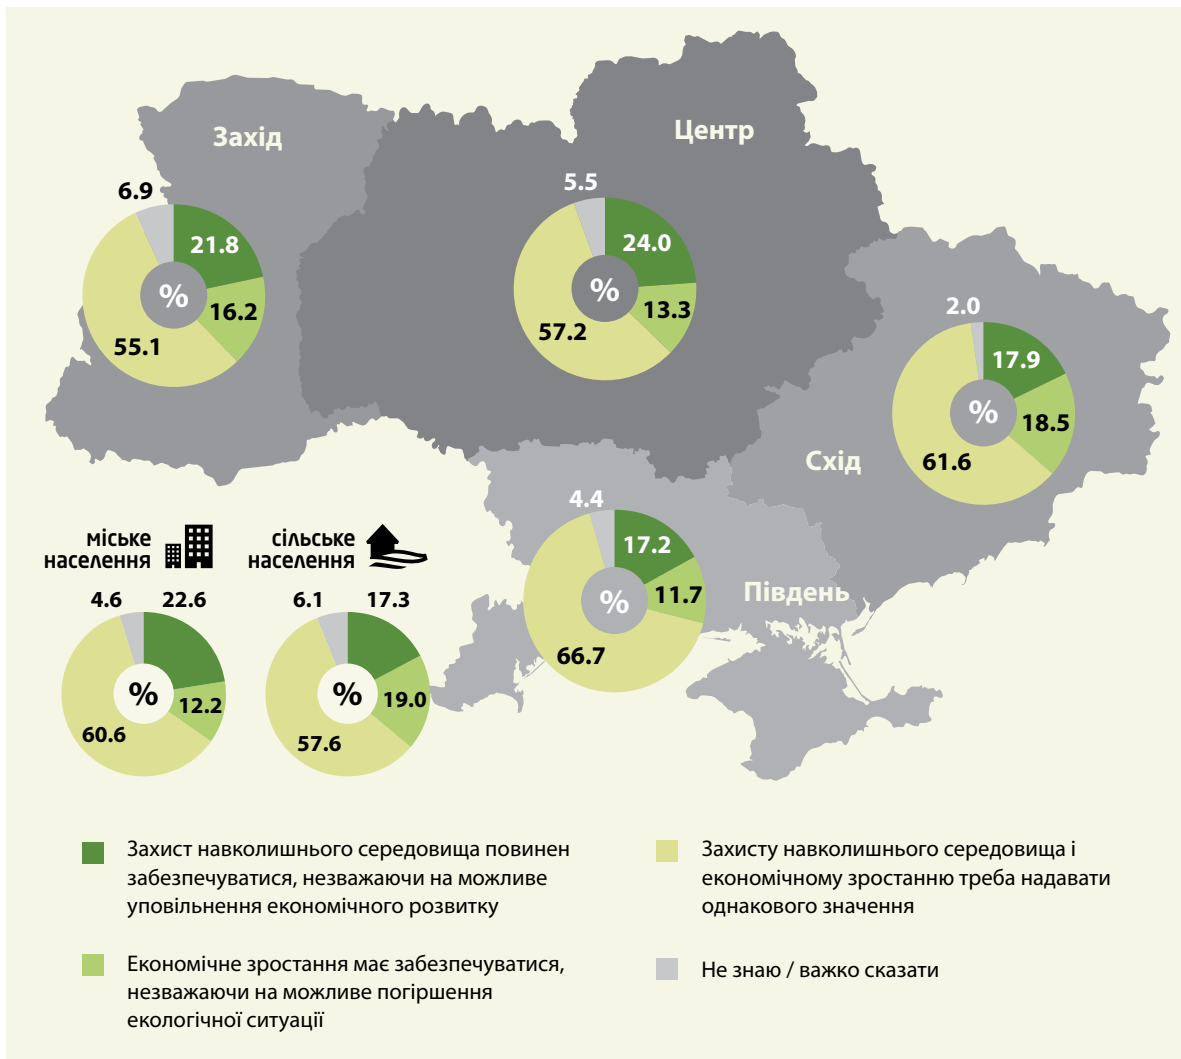 Захід
Центр
6.9
21.8
%
16.2
55.1
5.5
24.0
%
13.3
57.2
2.0
17.9
%
18.5
61.6
Схід
4.4
17.2
%
11.7
66.7
Південь
міське
населення
4.6
22.6
%
12.2
60.6
сільське
населення
6.1
17.3
%
19.0
57.6
Захист навколишнього середовища повинен
забезпечуватися, незважаючи на можливе
уповільнення економічного розвитку
Економічне зростання має забезпечуватися,
незважаючи на можливе погіршення
екологічної ситуації
Захисту навколишнього середовища і
економічному зростанню треба надавати
однакового значення
Не знаю / важко сказати